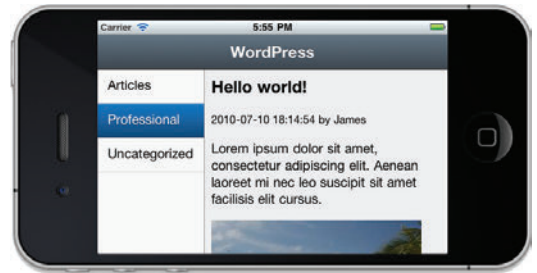 Carrier 5:55 PM
WordPress
Articles
Professional
Uncategorized
Hello world!
2010-07-10 18:14:54 by James
Lorem ipsum dolor sit amet,
consectetur adipiscing elit. Aenean
laoreet mi nec leo suscipit sit amet
facilisis elit cursus.